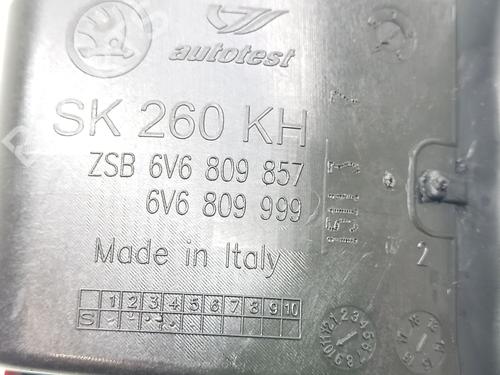 autotest
SK 260 KH
ZSB 6V6 809 857
6V6 809 999
Made in Italy
1 2 3 4 5 6 7 8 9 10
S
2